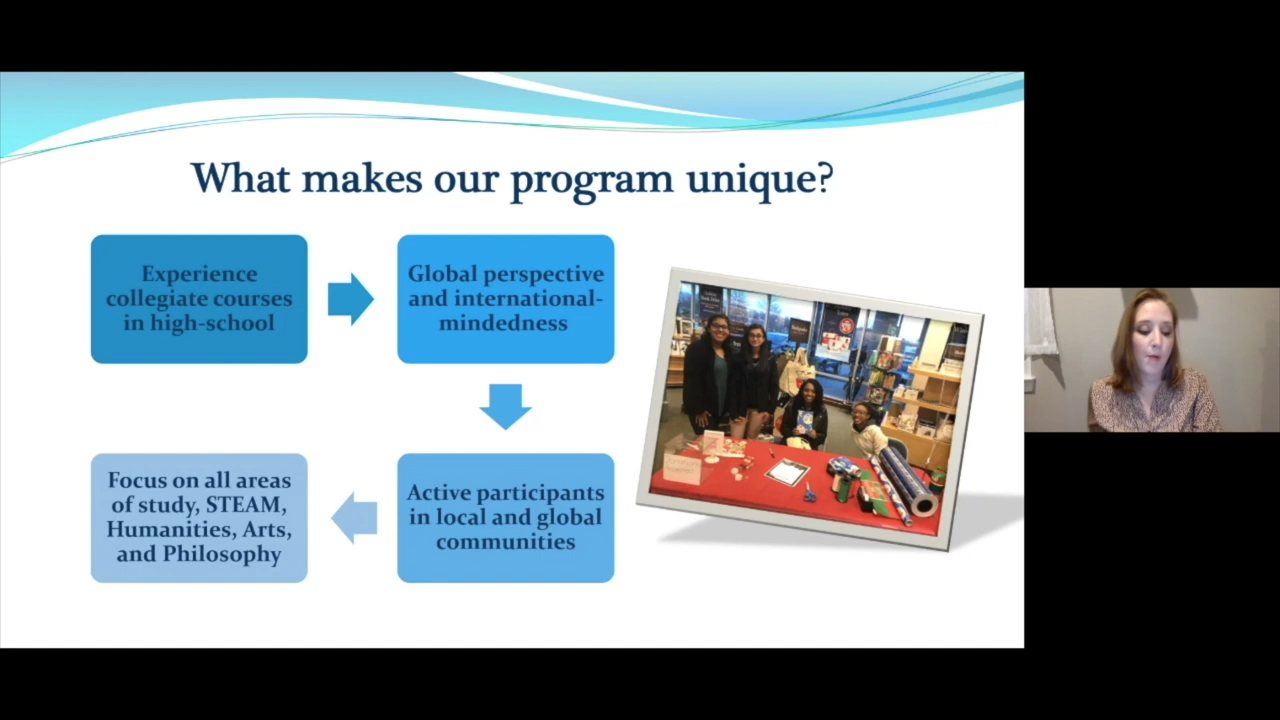 What makes our program unique?
Experience
collegiate courses
in high-school
Global perspective
and international-
mindedness
Active participants
in local and global
communities
Focus on all areas
of study, STEAM,
Humanities, Arts,
and Philosophy